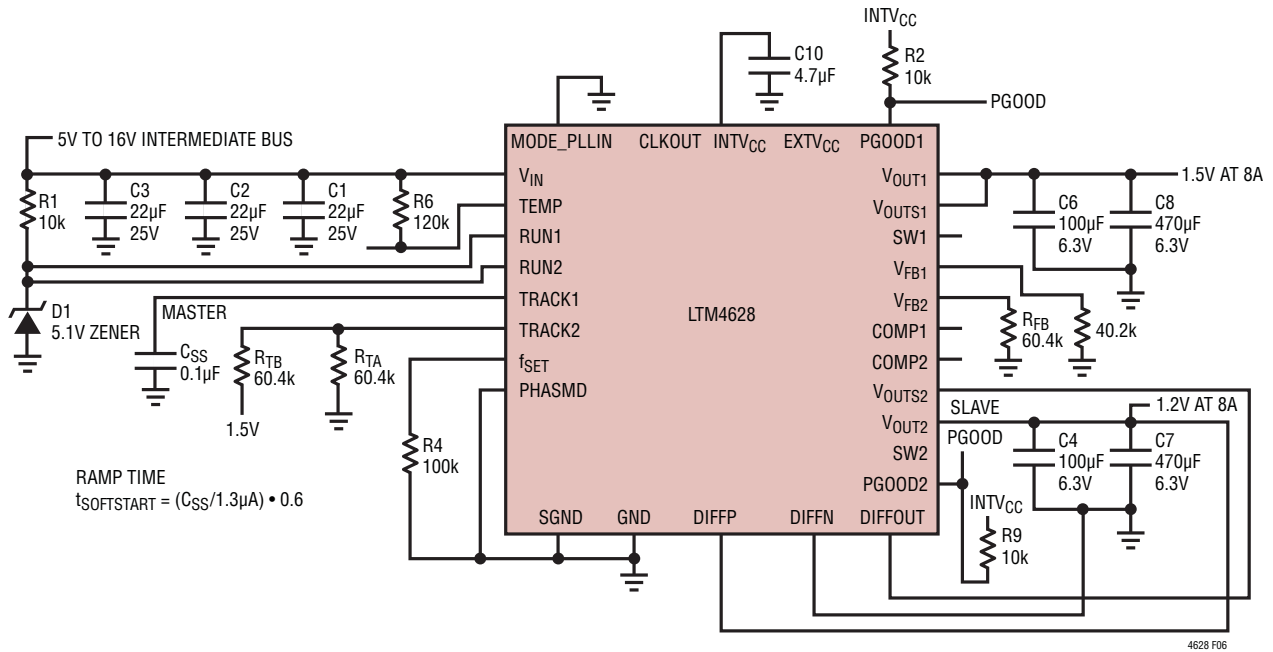 INTVCC
C10
4.7µF
R2
10k
PGOOD
5V TO 16V INTERMEDIATE BUS
MODE_PLLIN
CLKOUT
INTVCC
EXTVCC
PGOOD1
R1
10k
C3
22µF
25V
C2
22µF
25V
C1
22µF
25V
R6
120k
VIN
TEMP
RUN1
RUN2
TRACK1
TRACK2
fSET
PHASMD
LTM4628
VOUT1
VOUTS1
SW1
VFB1
VFB2
COMP1
COMP2
VOUTS2
VOUT2
SW2
PGOOD2
1.5V AT 8A
C6
100µF
6.3V
C8
470µF
6.3V
D1
5.1V ZENER
MASTER
CSS
0.1µF
RTB
60.4k
1.5V
RTA
60.4k
RFB
60.4k
40.2k
SLAVE
1.2V AT 8A
PGOOD
C4
100µF
6.3V
C7
470µF
6.3V
R4
100k
RAMP TIME
tSOFTSTART = (CSS/1.3µA) • 0.6
INTVCC
R9
10k
SGND
GND
DIFFP
DIFFN
DIFFOUT
4628 F06